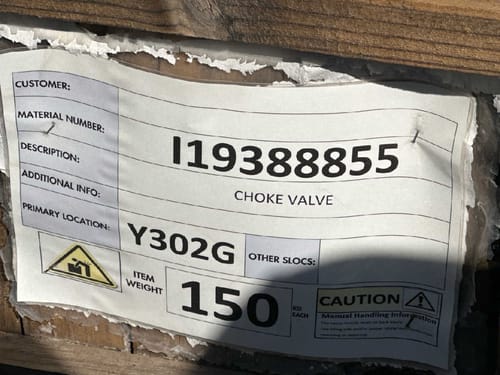 CUSTOMER:
MATERIAL NUMBER: I19388855
DESCRIPTION: CHOKE VALVE
ADDITIONAL INFO:
PRIMARY LOCATION: Y302G OTHER SLOCS:
ITEM WEIGHT 150 KG EACH
CAUTION
Manual Handling Information